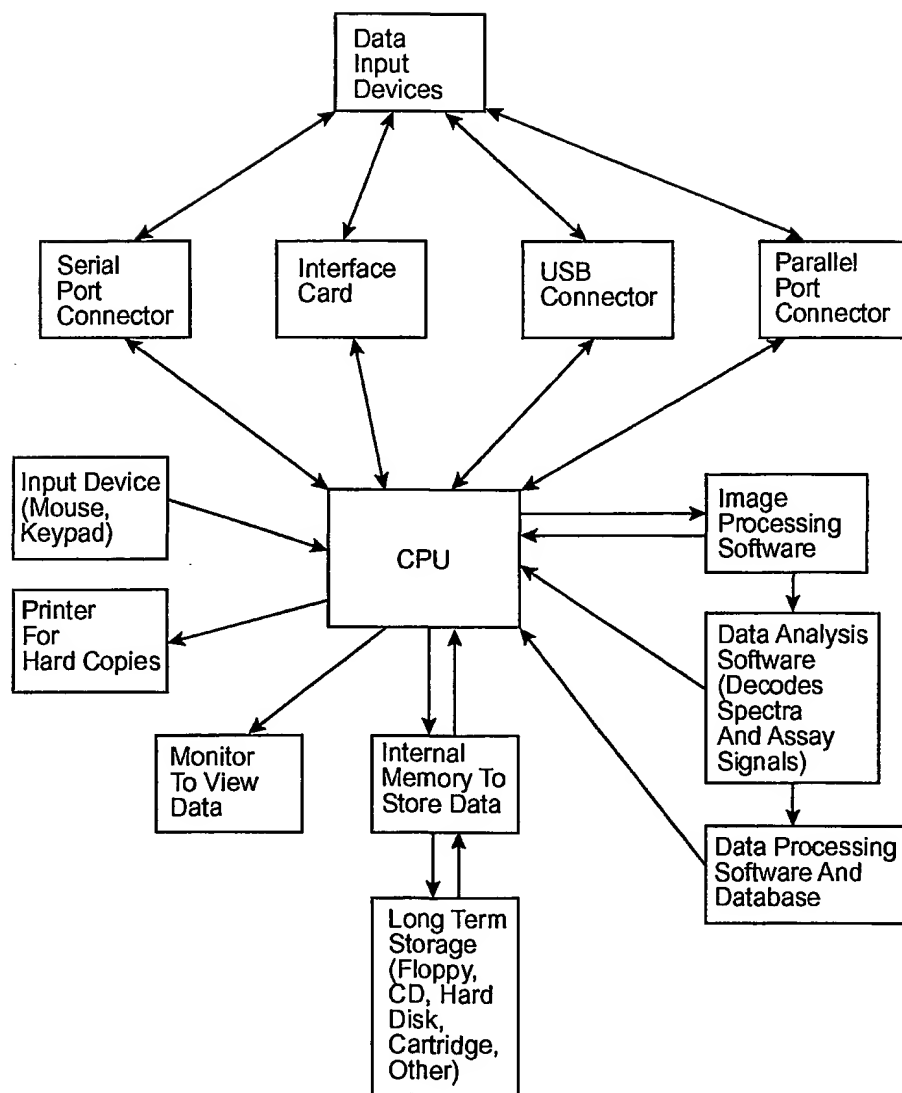 Data
Input
Devices
Serial
Port
Connector
Interface
Card
USB
Connector
Parallel
Port
Connector
Input Device
(Mouse,
Keypad)
CPU
Image
Processing
Software
Printer
For
Hard Copies
Data Analysis
Software
(Decodes
Spectra
And Assay
Signals)
Monitor
To View
Data
Internal
Memory To
Store Data
Data Processing
Software And
Database
Long Term
Storage
(Floppy,
CD, Hard
Disk,
Cartridge,
Other)